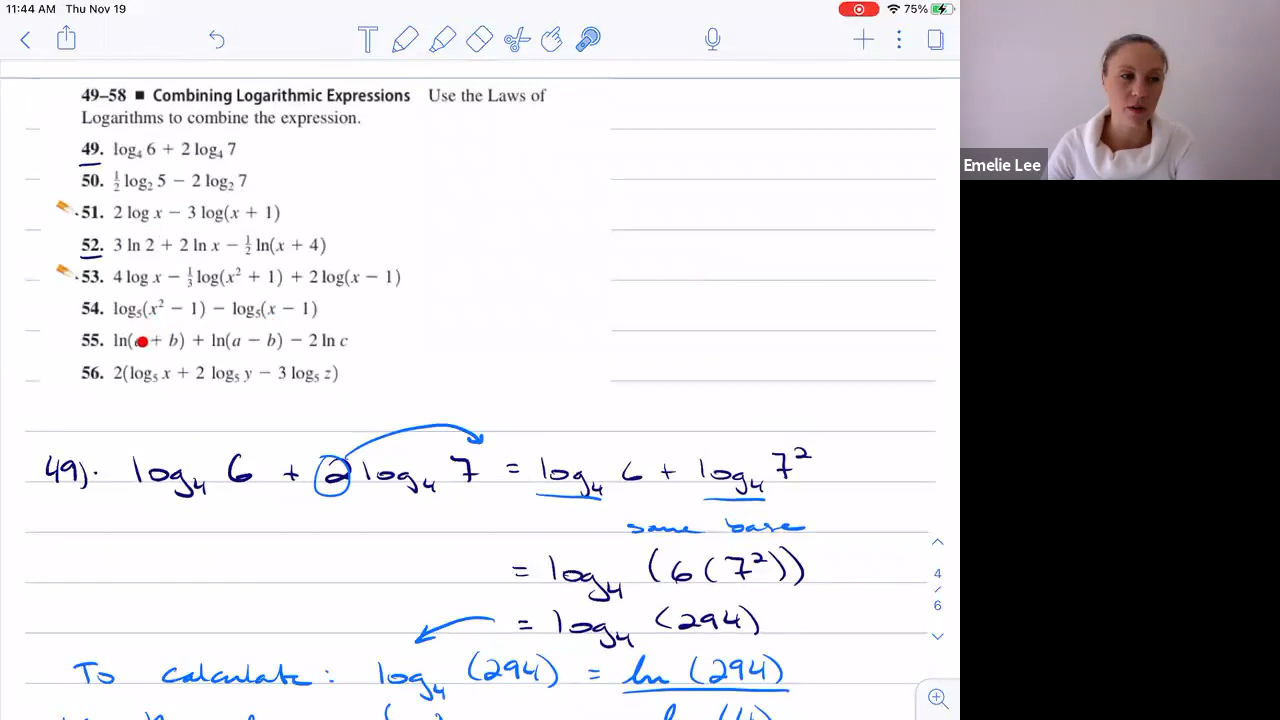 11:44 AM Thu Nov 19
75%
49–58 ■ Combining Logarithmic Expressions Use the Laws of
Logarithms to combine the expression.
49. log₄ 6 + 2 log₄ 7
50. ½ log₂ 5 − 2 log₂ 7
51. 2 log x − 3 log(x + 1)
52. 3 ln 2 + 2 ln x − ½ ln(x + 4)
53. 4 log x − ⅓ log(x² + 1) + 2 log(x − 1)
54. log₅(x² − 1) − log₅(x − 1)
55. ln( + b) + ln(a − b) − 2 ln c
56. 2(log₅ x + 2 log₅ y − 3 log₅ z)
49). log₄ 6 + 2 log₄ 7 = log₄ 6 + log₄ 7²
same base
= log₄ (6(7²))
= log₄ (294)
To calculate: log₄ (294) = ln (294)
4
/
6
Emelie Lee